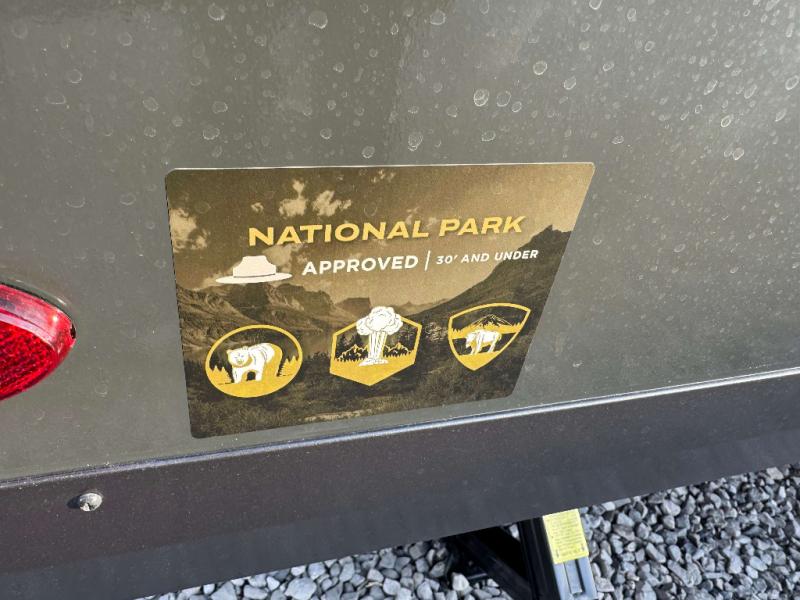 NATIONAL PARK
APPROVED | 30' AND UNDER